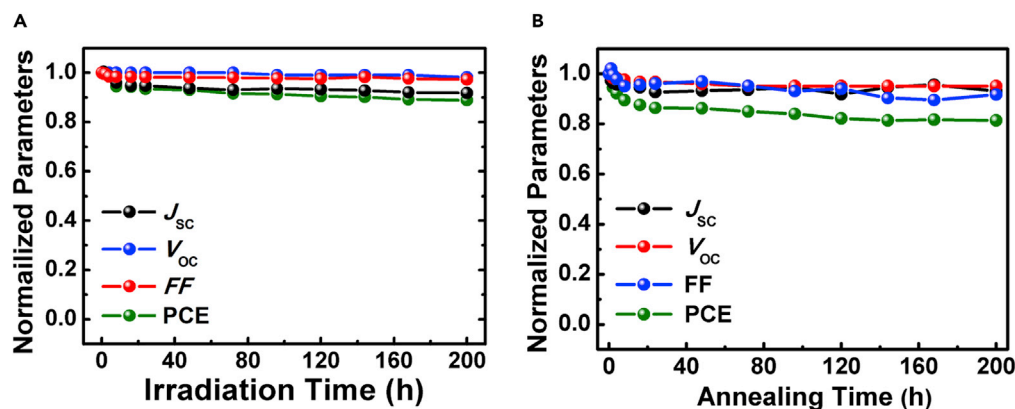 A
Normailized Parameters
1.0
0.8
0.6
0.4
0.2
0.0
JSC
VOC
FF
PCE
0
40
80
120
160
200
Irradiation Time (h)
B
Normalized Parameters
1.0
0.8
0.6
0.4
0.2
0.0
JSC
VOC
FF
PCE
0
40
80
120
160
200
Annealing Time (h)